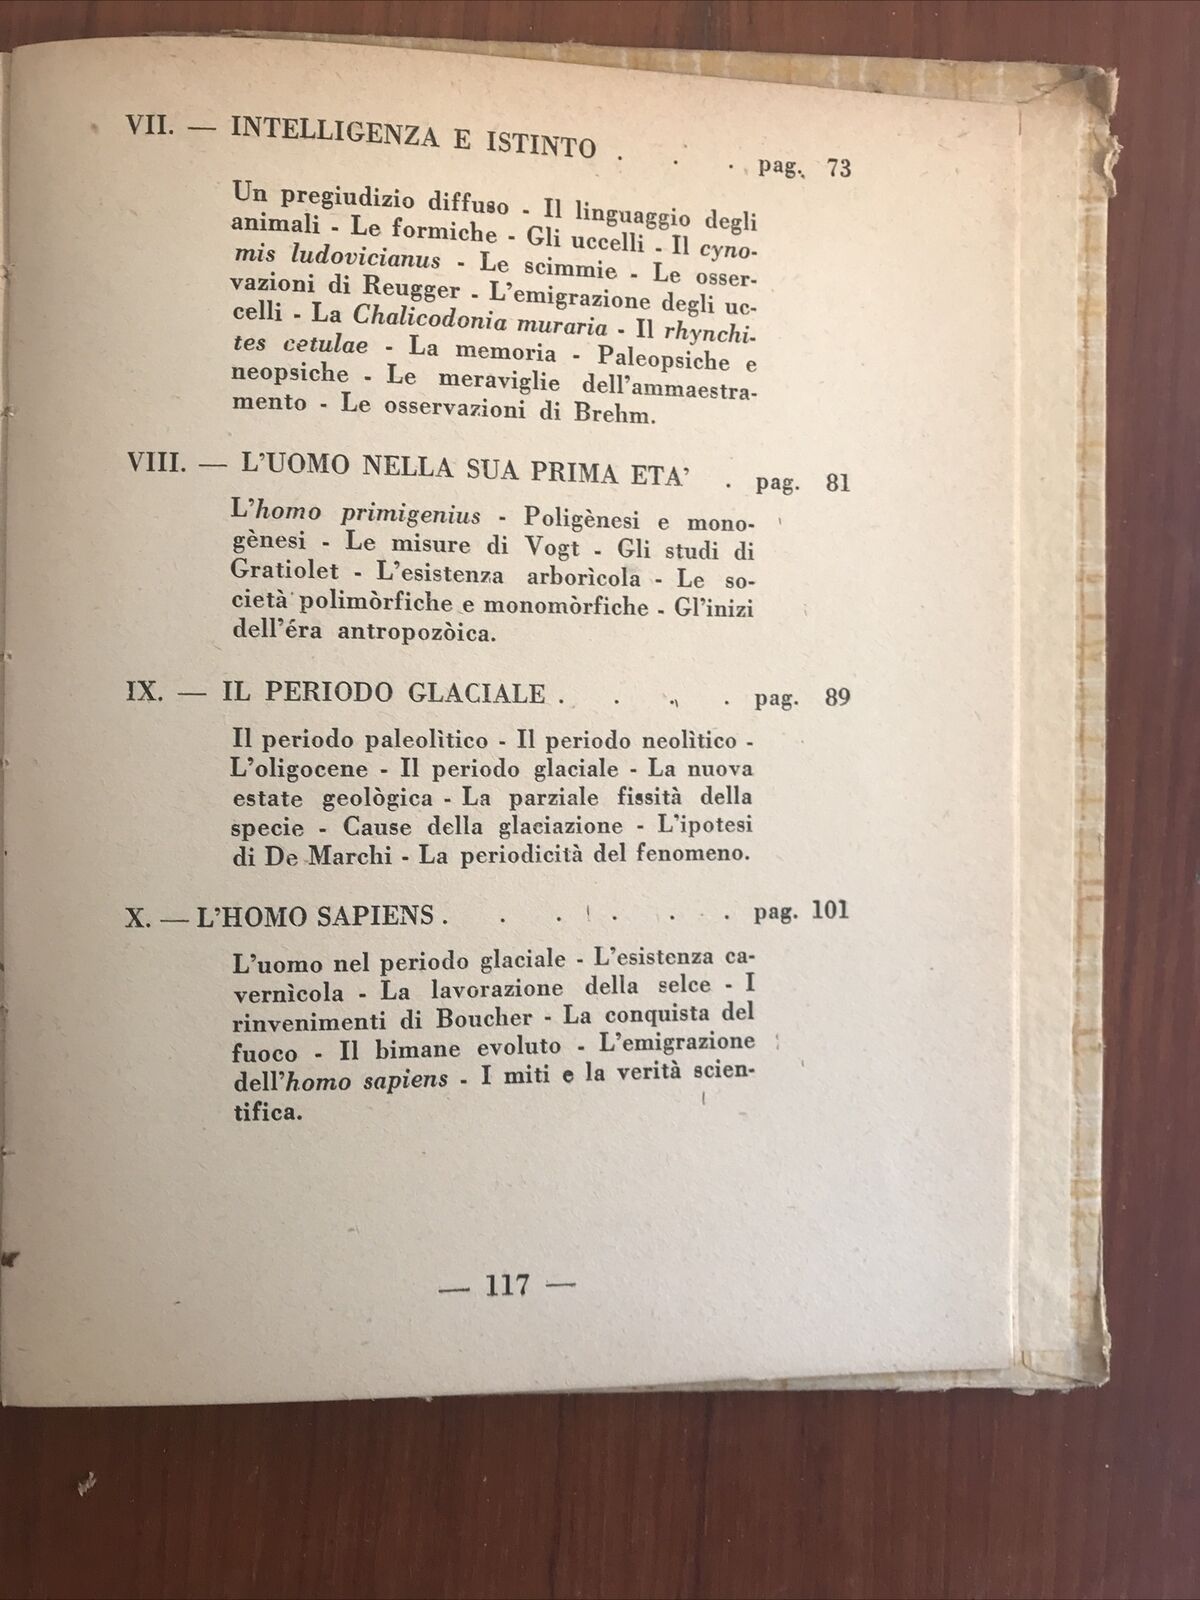 VII. — INTELLIGENZA E ISTINTO . . . pag. 73
Un pregiudizio diffuso - Il linguaggio degli
animali - Le formiche - Gli uccelli - Il cyno-
mis ludovicianus - Le scimmie - Le osser-
vazioni di Reugger - L'emigrazione degli uc-
celli - La Chalicodonia muraria - Il rhynchi-
tes cetulae - La memoria - Paleopsiche e
neopsiche - Le meraviglie dell'ammaestra-
mento - Le osservazioni di Brehm.
VIII. — L'UOMO NELLA SUA PRIMA ETA' . pag. 81
L'homo primigenius - Poligènesi e mono-
gènesi - Le misure di Vogt - Gli studi di
Gratiolet - L'esistenza arborìcola - Le so-
cietà polimòrfiche e monomòrfiche - Gl'inizi
dell'éra antropozòica.
IX. — IL PERIODO GLACIALE . . . . pag. 89
Il periodo paleolìtico - Il periodo neolìtico -
L'oligocene - Il periodo glaciale - La nuova
estate geològica - La parziale fissità della
specie - Cause della glaciazione - L'ipotesi
di De Marchi - La periodicità del fenomeno.
X. — L'HOMO SAPIENS . . . . . . pag. 101
L'uomo nel periodo glaciale - L'esistenza ca-
vernìcola - La lavorazione della selce - I
rinvenimenti di Boucher - La conquista del
fuoco - Il bimane evoluto - L'emigrazione
dell'homo sapiens - I miti e la verità scien-
tifica.
— 117 —